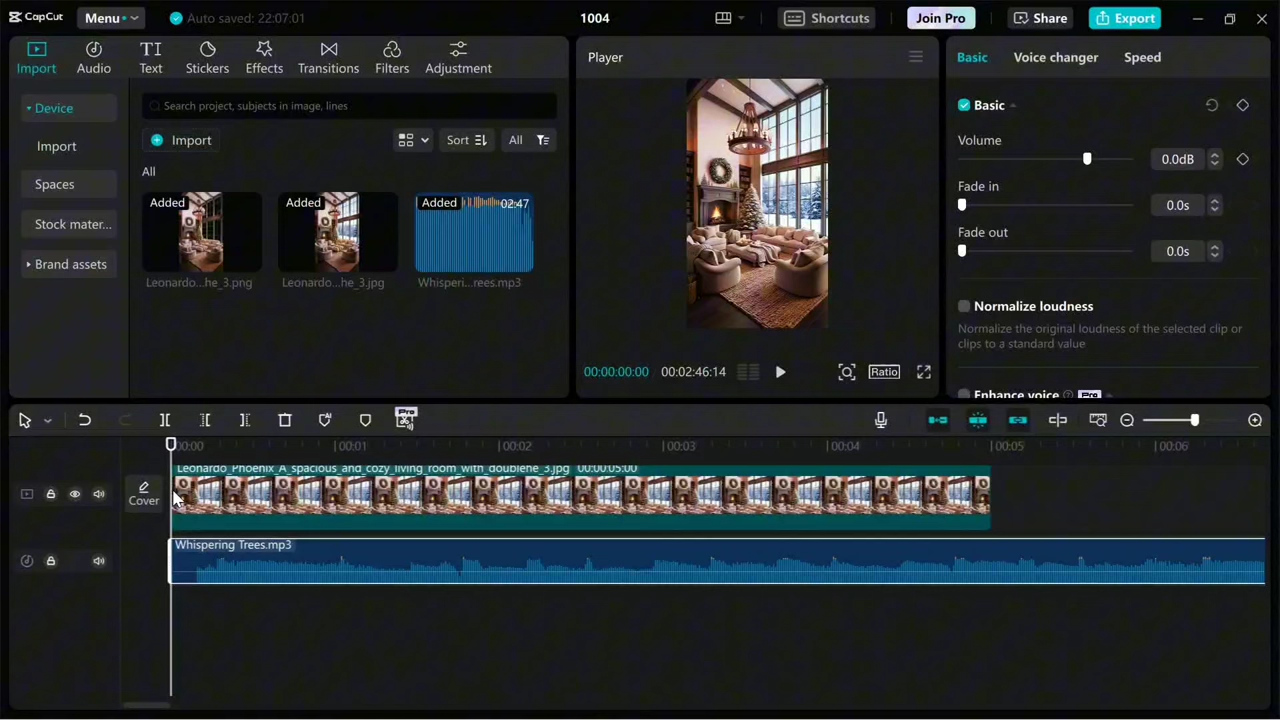 CapCut
Menu
Auto saved: 22:07:01
1004
Shortcuts
Join Pro
Share
Export
Import
Audio
Text
Stickers
Effects
Transitions
Filters
Adjustment
Device
Import
Spaces
Stock mater...
Brand assets
Search project, subjects in image, lines
Import
Sort
All
All
Added
Added
Added
02:47
Leonardo...he_3.png
Leonardo...he_3.jpg
Whisperi...rees.mp3
Player
00:00:00:00
00:02:46:14
Ratio
Basic
Voice changer
Speed
Basic
Volume
0.0dB
Fade in
0.0s
Fade out
0.0s
Normalize loudness
Normalize the original loudness of the selected clip or
clips to a standard value
Enhance voice
Pro
Pro
00:00
00:01
00:02
00:03
00:04
00:05
00:06
Leonardo_Phoenix_A_spacious_and_cozy_living_room_with_doublene_3.jpg 00:00:05:00
Cover
Whispering Trees.mp3